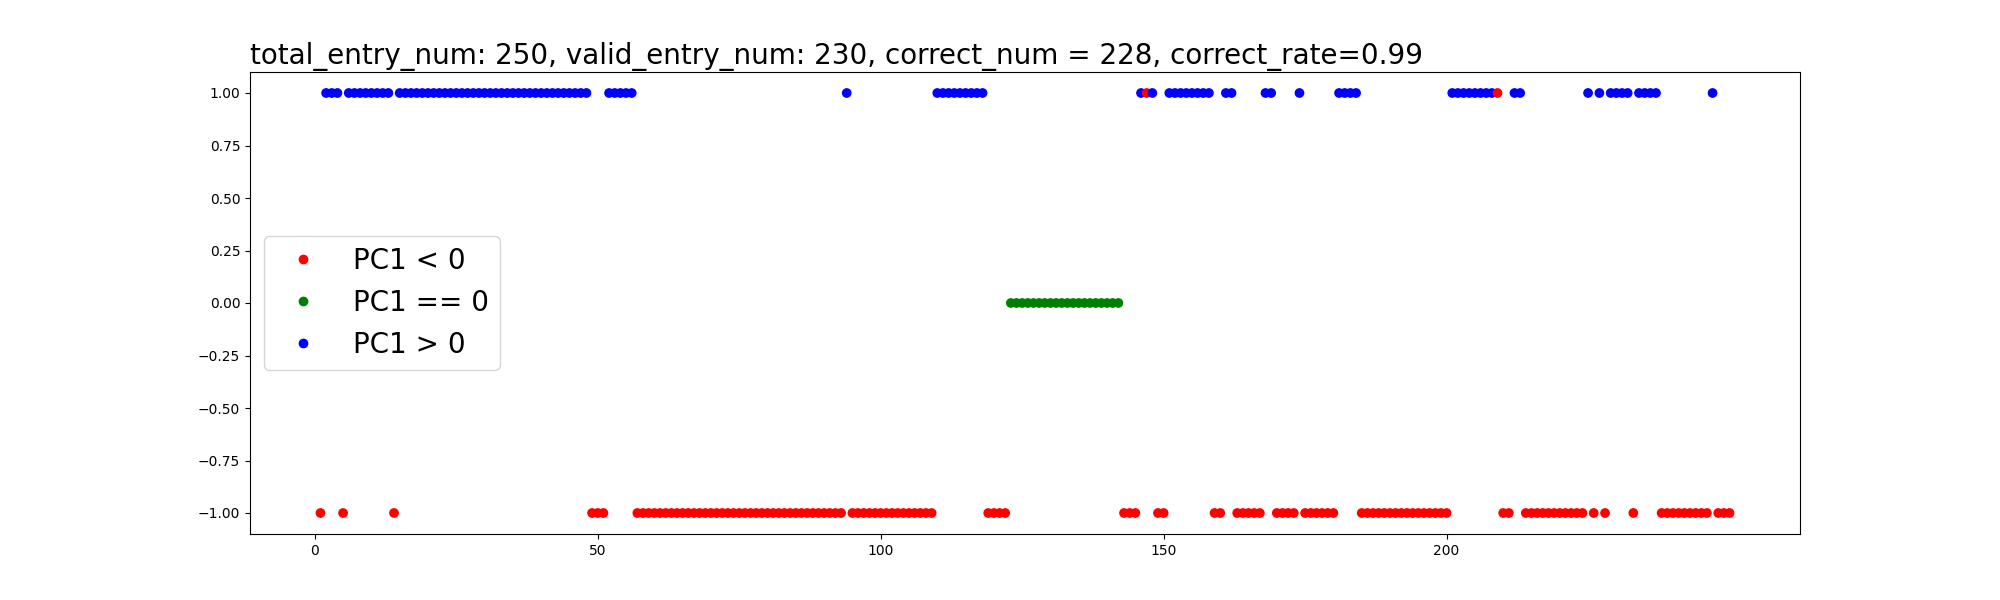 total_entry_num: 250, valid_entry_num: 230, correct_num = 228, correct_rate=0.99
1.00
0.75
0.50
0.25
0.00
−0.25
−0.50
−0.75
−1.00
PC1 < 0
PC1 == 0
PC1 > 0
0 50 100 150 200